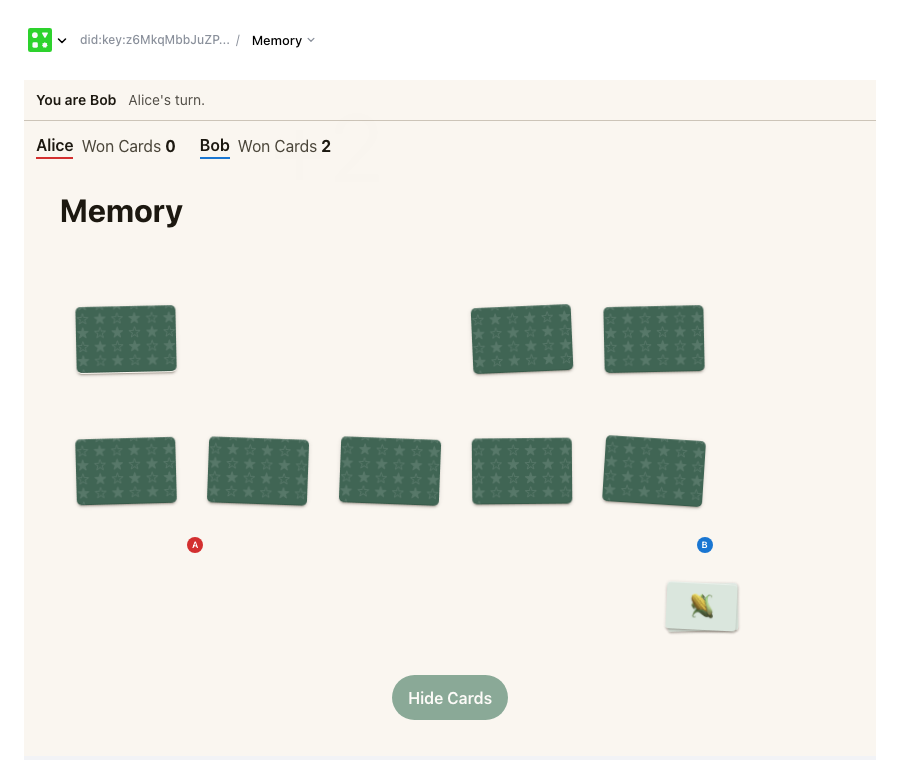 did:key:z6MkqMbbJuZP... / Memory
You are Bob Alice's turn.
Alice Won Cards 0 Bob Won Cards 2
Memory
A B
Hide Cards